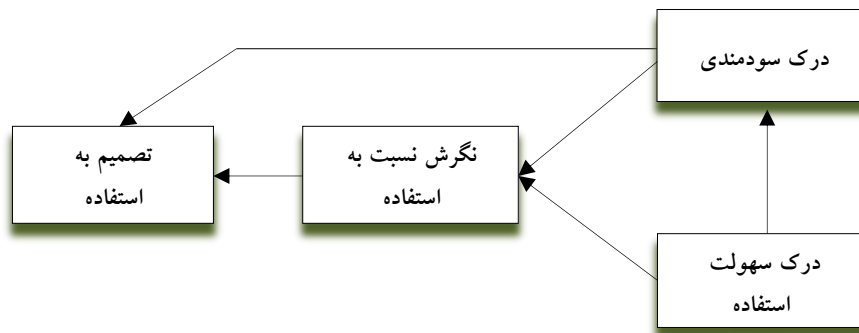 درک سودمندی
نگرش نسبت به
استفاده
تصمیم به
استفاده
درک سهولت
استفاده